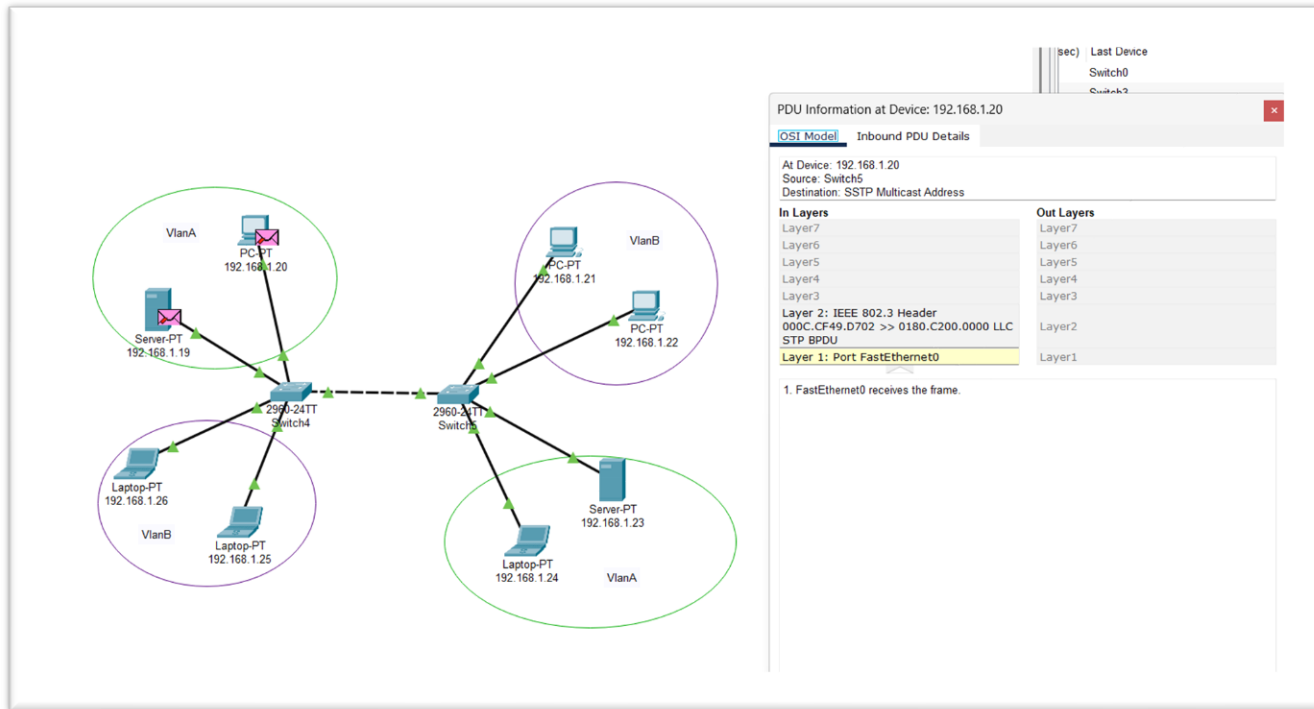 sec) Last Device
Switch0
Switch3
PDU Information at Device: 192.168.1.20
OSI Model Inbound PDU Details
At Device: 192.168.1.20
Source: Switch5
Destination: SSTP Multicast Address
In Layers Out Layers
Layer7 Layer7
Layer6 Layer6
Layer5 Layer5
Layer4 Layer4
Layer3 Layer3
Layer 2: IEEE 802.3 Header
000C.CF49.D702 >> 0180.C200.0000 LLC
STP BPDU
Layer2
Layer 1: Port FastEthernet0 Layer1
1. FastEthernet0 receives the frame.
VlanA
PC-PT
192.168.1.20
Server-PT
192.168.1.19
PC-PT
192.168.1.21
VlanB
PC-PT
192.168.1.22
2960-24TT
Switch4
2960-24TT
Switch5
Laptop-PT
192.168.1.26
VlanB
Laptop-PT
192.168.1.25
Server-PT
192.168.1.23
Laptop-PT
192.168.1.24
VlanA